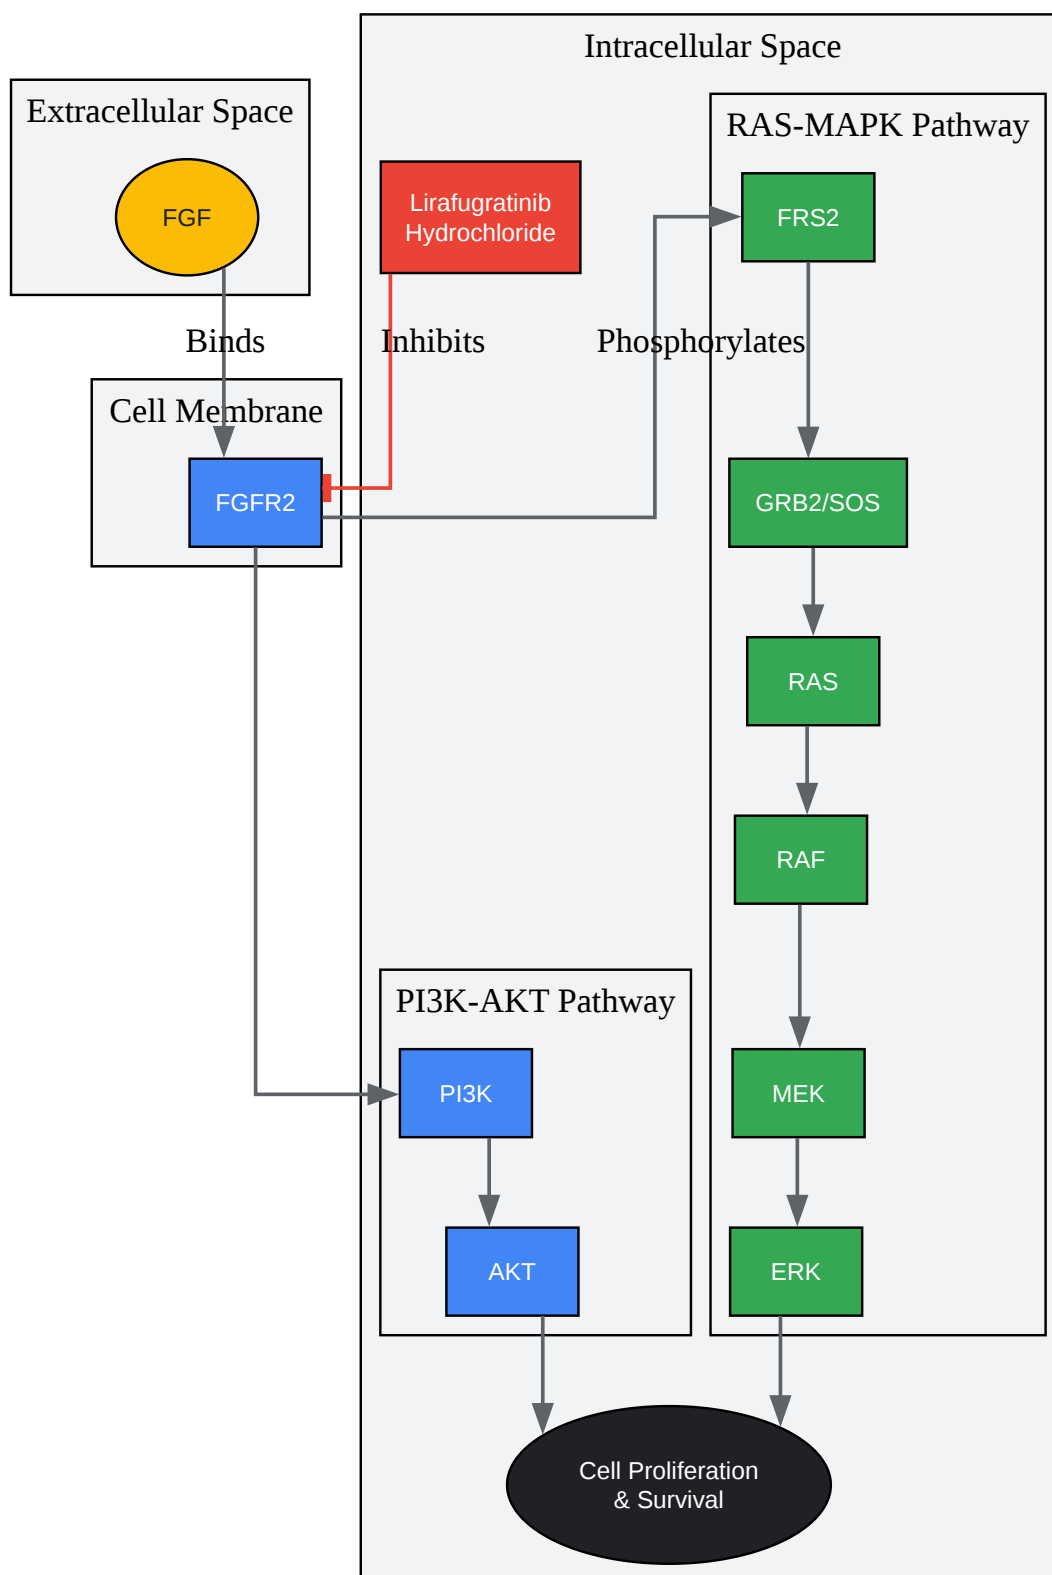 Intracellular Space
Extracellular Space
RAS-MAPK Pathway
FGF
Lirafugratinib
Hydrochloride
FRS2
Binds
Inhibits
Phosphorylates
Cell Membrane
FGFR2
GRB2/SOS
RAS
RAF
PI3K-AKT Pathway
PI3K
MEK
AKT
ERK
Cell Proliferation
& Survival